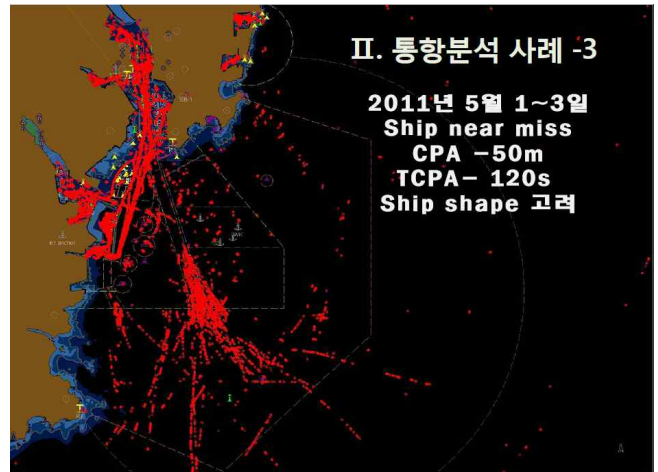 Ⅱ. 통항분석 사례 -3
2011년 5월 1~3일
Ship near miss
CPA -50m
TCPA- 120s
Ship shape 고려